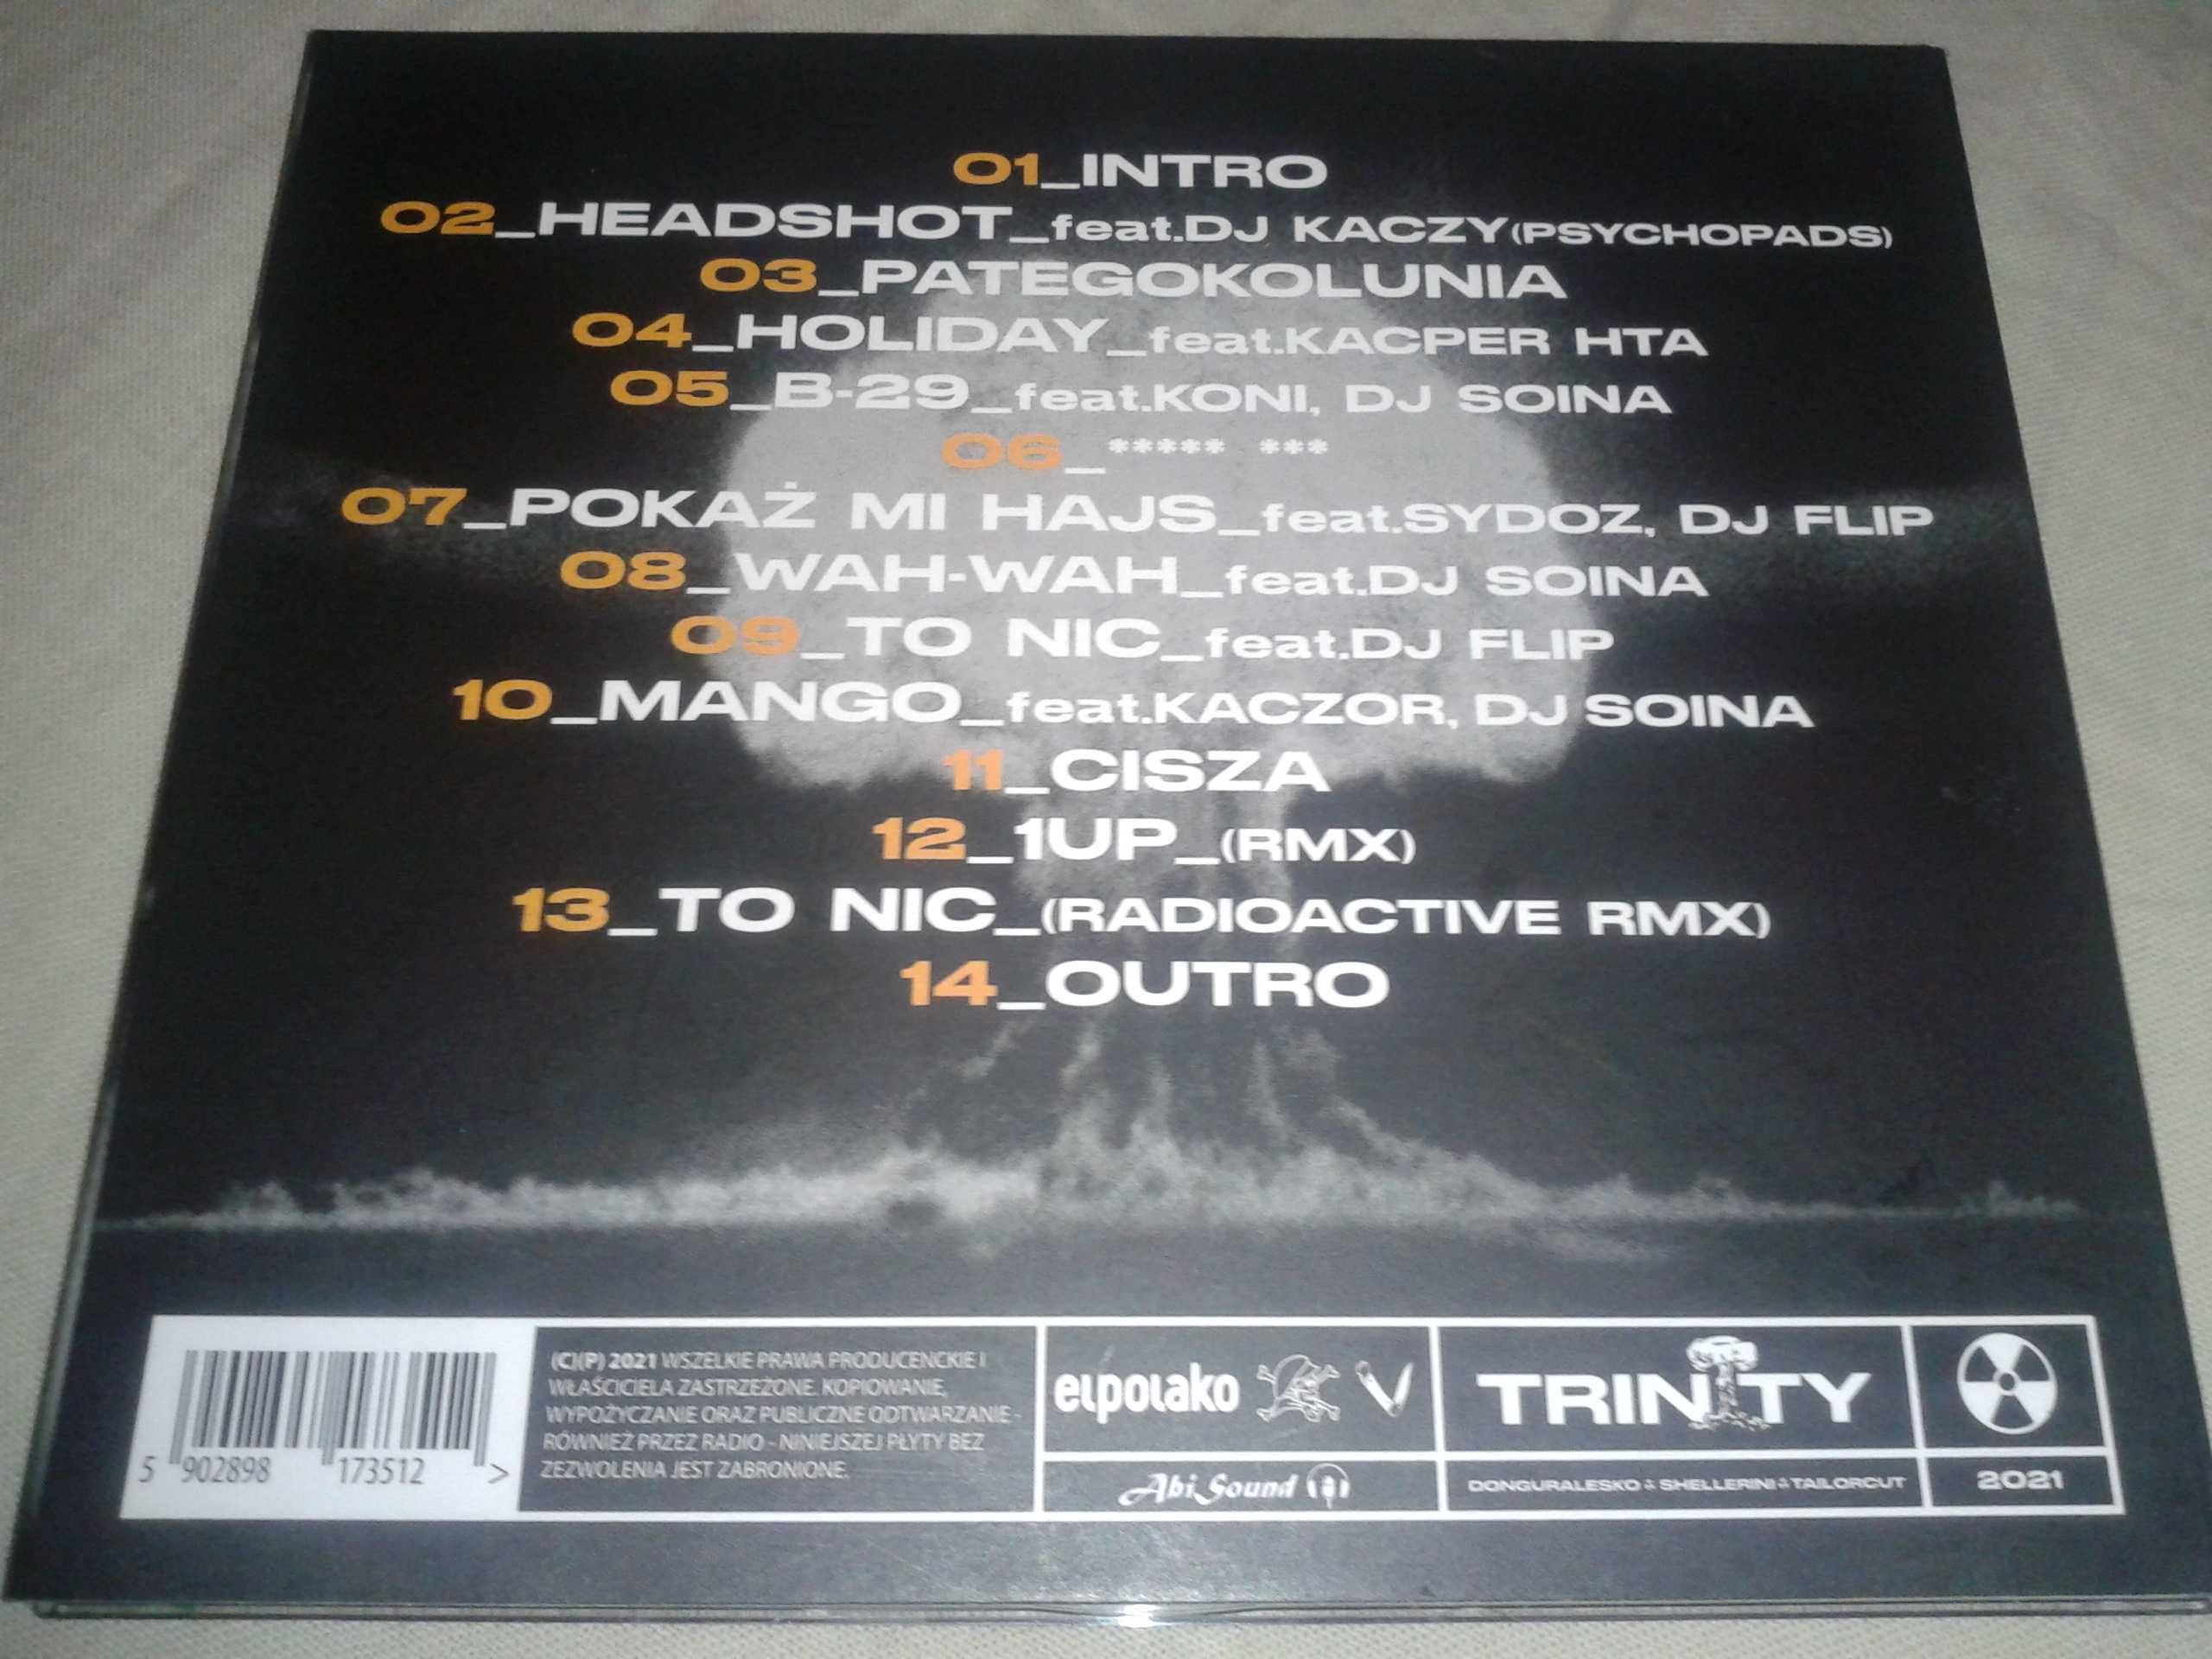 01_INTRO
02_HEADSHOT_feat.DJ KACZY(PSYCHOPADS)
03_PATEGOKOLUNIA
04_HOLIDAY_feat.KACPER HTA
05_B-29_feat.KONI, DJ SOINA
06_***** ***
07_POKAŻ MI HAJS_feat.SYDOZ, DJ FLIP
08_WAH-WAH_feat.DJ SOINA
09_TO NIC_feat.DJ FLIP
10_MANGO_feat.KACZOR, DJ SOINA
11_CISZA
12_1UP_(RMX)
13_TO NIC_(RADIOACTIVE RMX)
14_OUTRO
5 902898 173512 >
(C)(P) 2021 WSZELKIE PRAWA PRODUCENCKIE I
WŁAŚCICIELA ZASTRZEŻONE. KOPIOWANIE,
WYPOŻYCZANIE ORAZ PUBLICZNE ODTWARZANIE -
RÓWNIEŻ PRZEZ RADIO - NINIEJSZEJ PŁYTY BEZ
ZEZWOLENIA JEST ZABRONIONE.
elpolako
Abi Sound
TRINITY
DONGURALESKO & SHELLERINI & TAILORCUT
2021